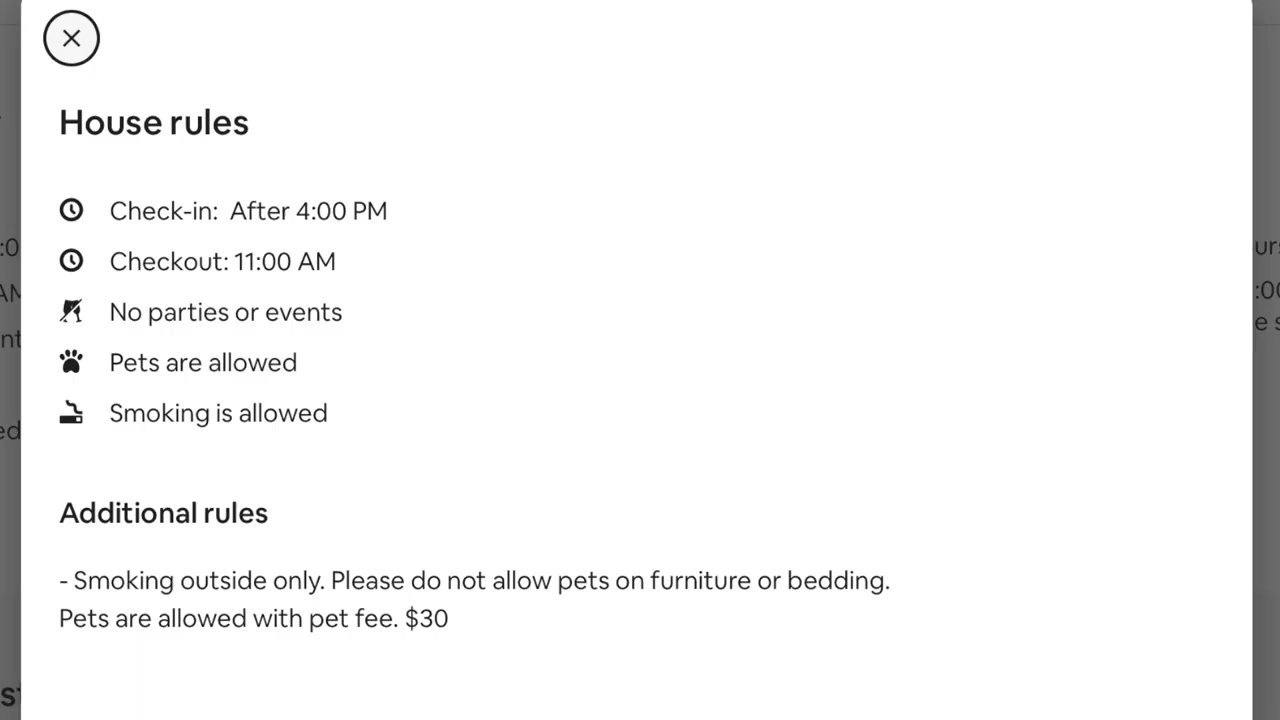 House rules
Check-in:  After 4:00 PM
Checkout: 11:00 AM
No parties or events
Pets are allowed
Smoking is allowed
Additional rules
- Smoking outside only. Please do not allow pets on furniture or bedding.
Pets are allowed with pet fee. $30